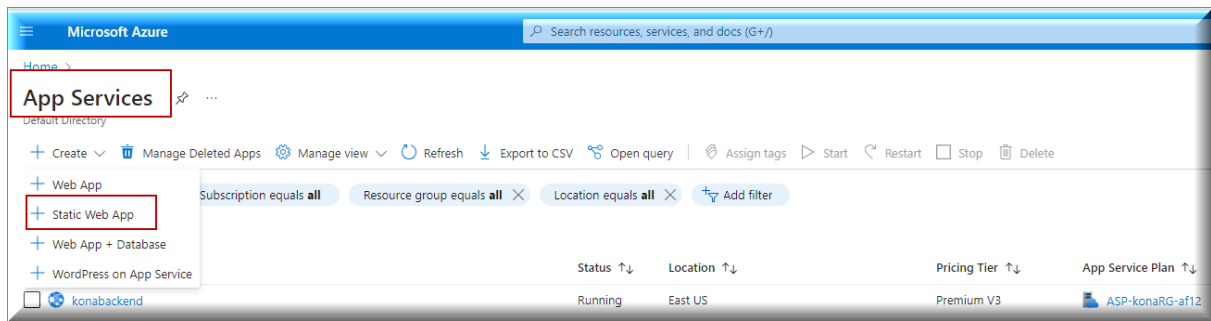 Microsoft Azure
Search resources, services, and docs (G+/)
Home >
App Services ...
Default Directory
+ Create Manage Deleted Apps Manage view Refresh Export to CSV Open query Assign tags Start Restart Stop Delete
+ Web App
Subscription equals all Resource group equals all Location equals all Add filter
+ Static Web App
+ Web App + Database
+ WordPress on App Service
Status ↑↓ Location ↑↓ Pricing Tier ↑↓ App Service Plan ↑↓
konabackend Running East US Premium V3 ASP-konaRG-af12